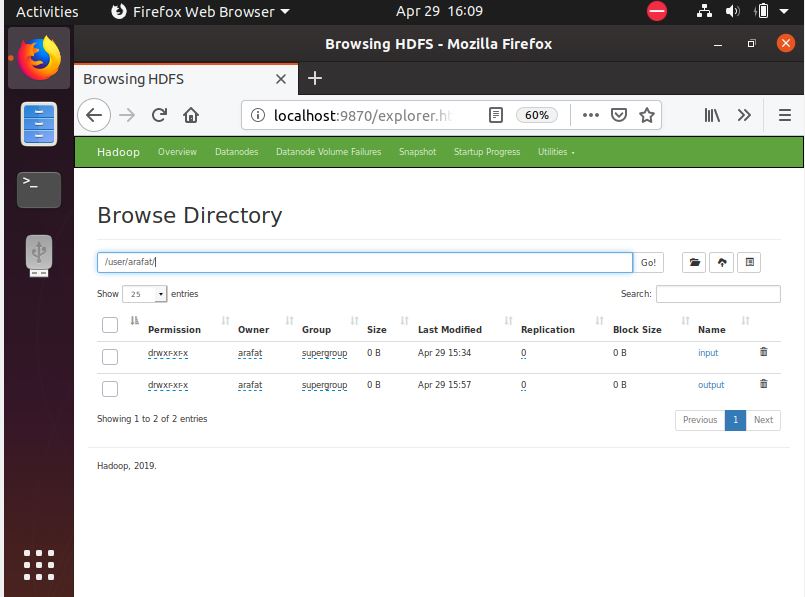 Activities Firefox Web Browser Apr 29 16:09
Browsing HDFS - Mozilla Firefox
Browsing HDFS
localhost:9870/explorer.ht 60%
Hadoop Overview Datanodes Datanode Volume Failures Snapshot Startup Progress Utilities
Browse Directory
/user/arafat/ Go!
Show 25 entries Search:
Permission Owner Group Size Last Modified Replication Block Size Name
drwxr-xr-x arafat supergroup 0 B Apr 29 15:34 0 0 B input
drwxr-xr-x arafat supergroup 0 B Apr 29 15:57 0 0 B output
Showing 1 to 2 of 2 entries Previous 1 Next
Hadoop, 2019.